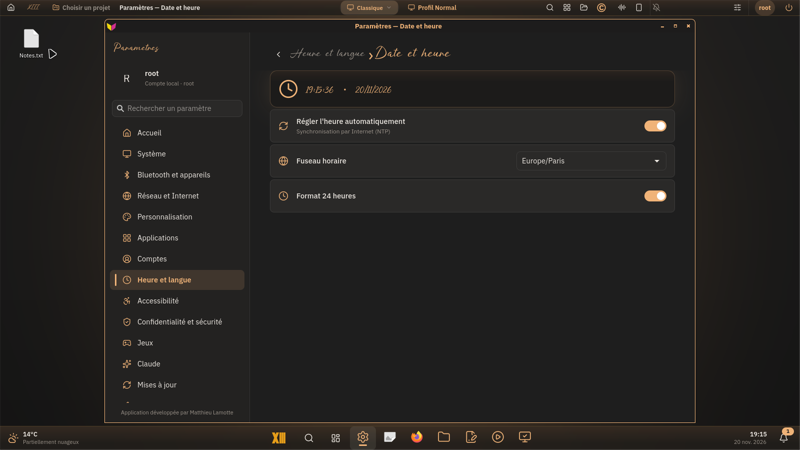 Choisir un projet
Paramètres — Date et heure
Classique
Profil Normal
root
Notes.txt
Paramètres — Date et heure
Paramètres
R
root
Compte local · root
Rechercher un paramètre
Accueil
Système
Bluetooth et appareils
Réseau et Internet
Personnalisation
Applications
Comptes
Heure et langue
Accessibilité
Confidentialité et sécurité
Jeux
Claude
Mises à jour
Application développée par Matthieu Lamotte
Heure et langue › Date et heure
19:15:36 • 20/11/2026
Régler l'heure automatiquement
Synchronisation par Internet (NTP)
Fuseau horaire
Europe/Paris
Format 24 heures
14°C
Partiellement nuageux
XIII
19:15
20 nov. 2026
1